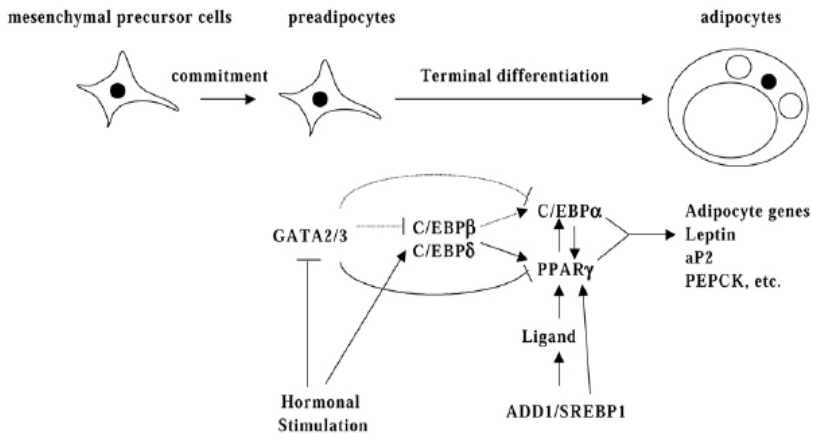 mesenchymal precursor cells
preadipocytes
adipocytes
commitment
Terminal differentiation
GATA2/3
C/EBPβ
C/EBPδ
C/EBPα
PPARγ
Adipocyte genes
Leptin
aP2
PEPCK, etc.
Ligand
Hormonal
Stimulation
ADD1/SREBP1